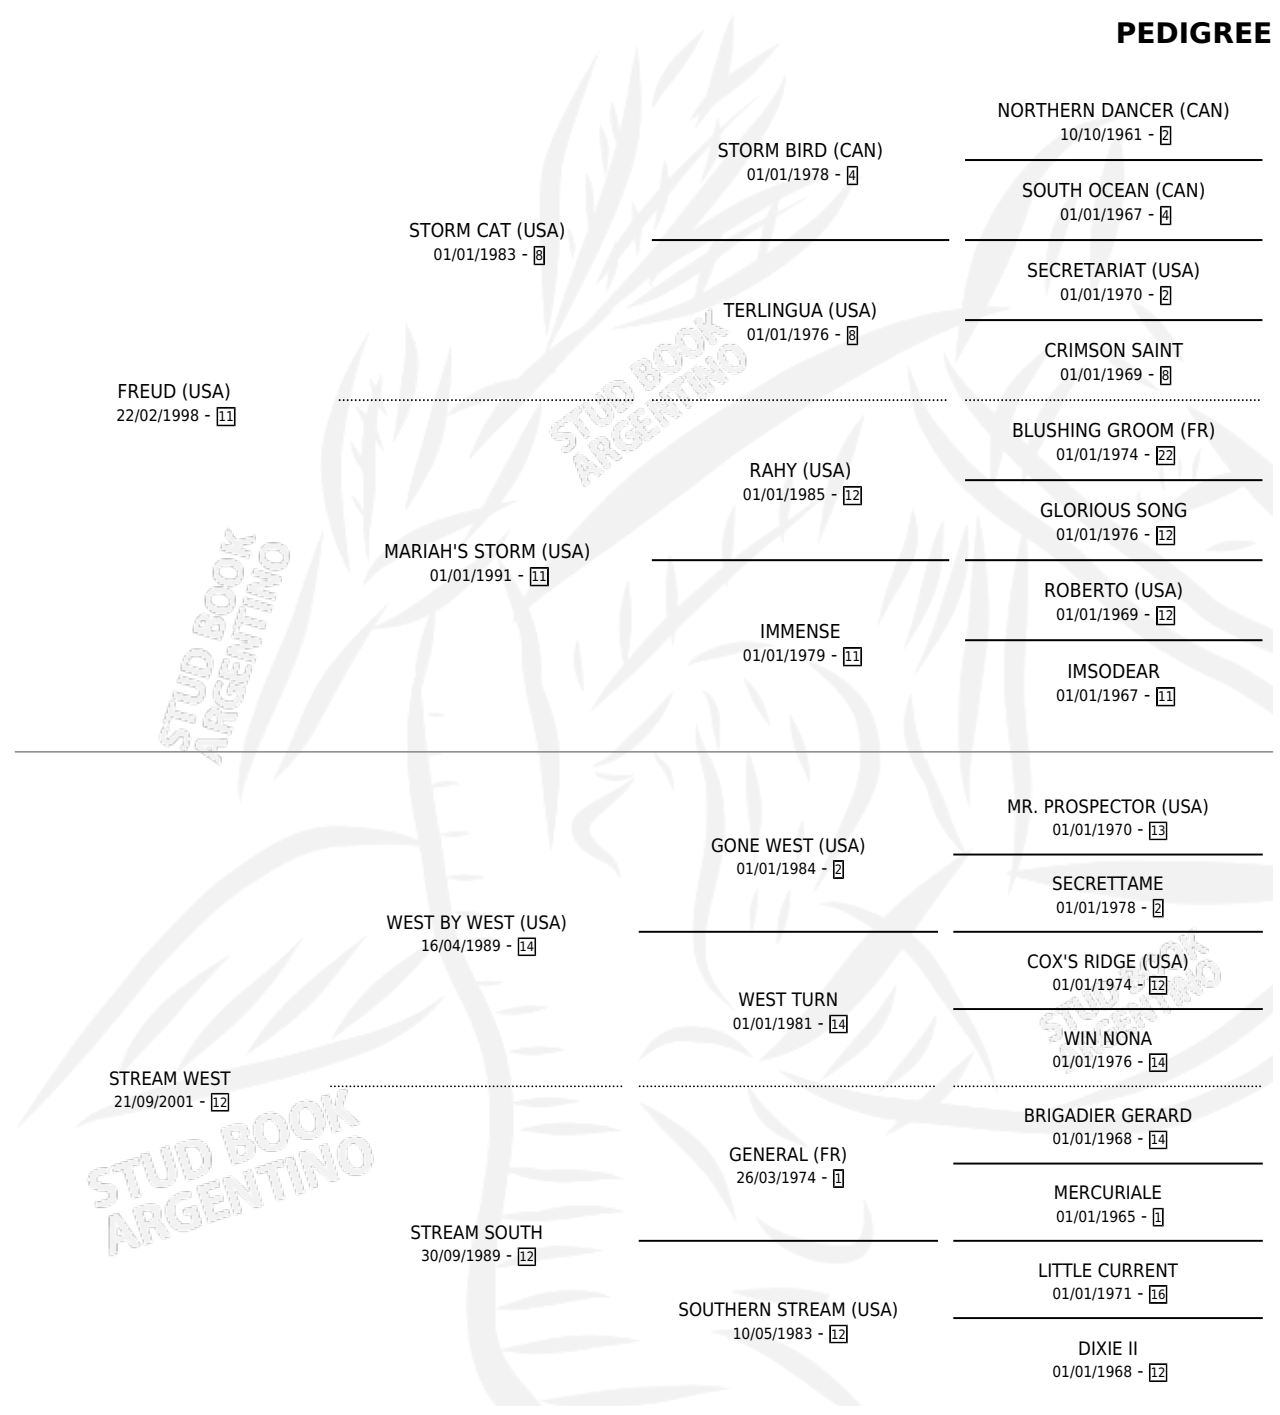 PEDIGREE
NORTHERN DANCER (CAN)
10/10/1961 - 2
STORM BIRD (CAN)
01/01/1978 - 4
SOUTH OCEAN (CAN)
01/01/1967 - 4
STORM CAT (USA)
01/01/1983 - 8
SECRETARIAT (USA)
01/01/1970 - 2
TERLINGUA (USA)
01/01/1976 - 8
CRIMSON SAINT
01/01/1969 - 8
FREUD (USA)
22/02/1998 - 11
BLUSHING GROOM (FR)
01/01/1974 - 22
RAHY (USA)
01/01/1985 - 12
GLORIOUS SONG
01/01/1976 - 12
MARIAH'S STORM (USA)
01/01/1991 - 11
ROBERTO (USA)
01/01/1969 - 12
IMMENSE
01/01/1979 - 11
IMSODEAR
01/01/1967 - 11
MR. PROSPECTOR (USA)
01/01/1970 - 13
GONE WEST (USA)
01/01/1984 - 2
SECRETTAME
01/01/1978 - 2
WEST BY WEST (USA)
16/04/1989 - 14
COX'S RIDGE (USA)
01/01/1974 - 12
WEST TURN
01/01/1981 - 14
WIN NONA
01/01/1976 - 14
STREAM WEST
21/09/2001 - 12
BRIGADIER GERARD
01/01/1968 - 14
GENERAL (FR)
26/03/1974 - 1
MERCURIALE
01/01/1965 - 1
STREAM SOUTH
30/09/1989 - 12
LITTLE CURRENT
01/01/1971 - 16
SOUTHERN STREAM (USA)
10/05/1983 - 12
DIXIE II
01/01/1968 - 12
STUD BOOK
ARGENTINO
STUD BOOK
ARGENTINO
STUD BOOK
ARGENTINO
STUD BOOK
ARGENTINO